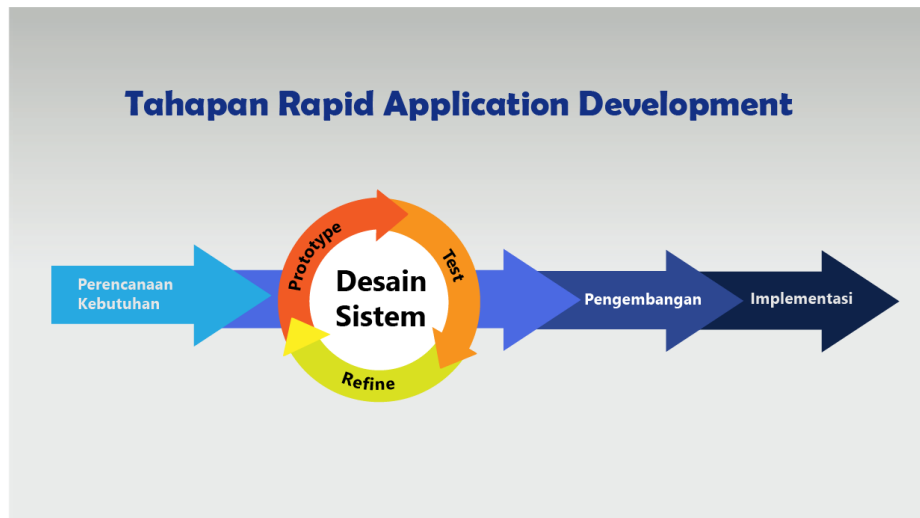 Tahapan Rapid Application Development
Perencanaan
Kebutuhan
Prototype
Test
Refine
Desain
Sistem
Pengembangan
Implementasi